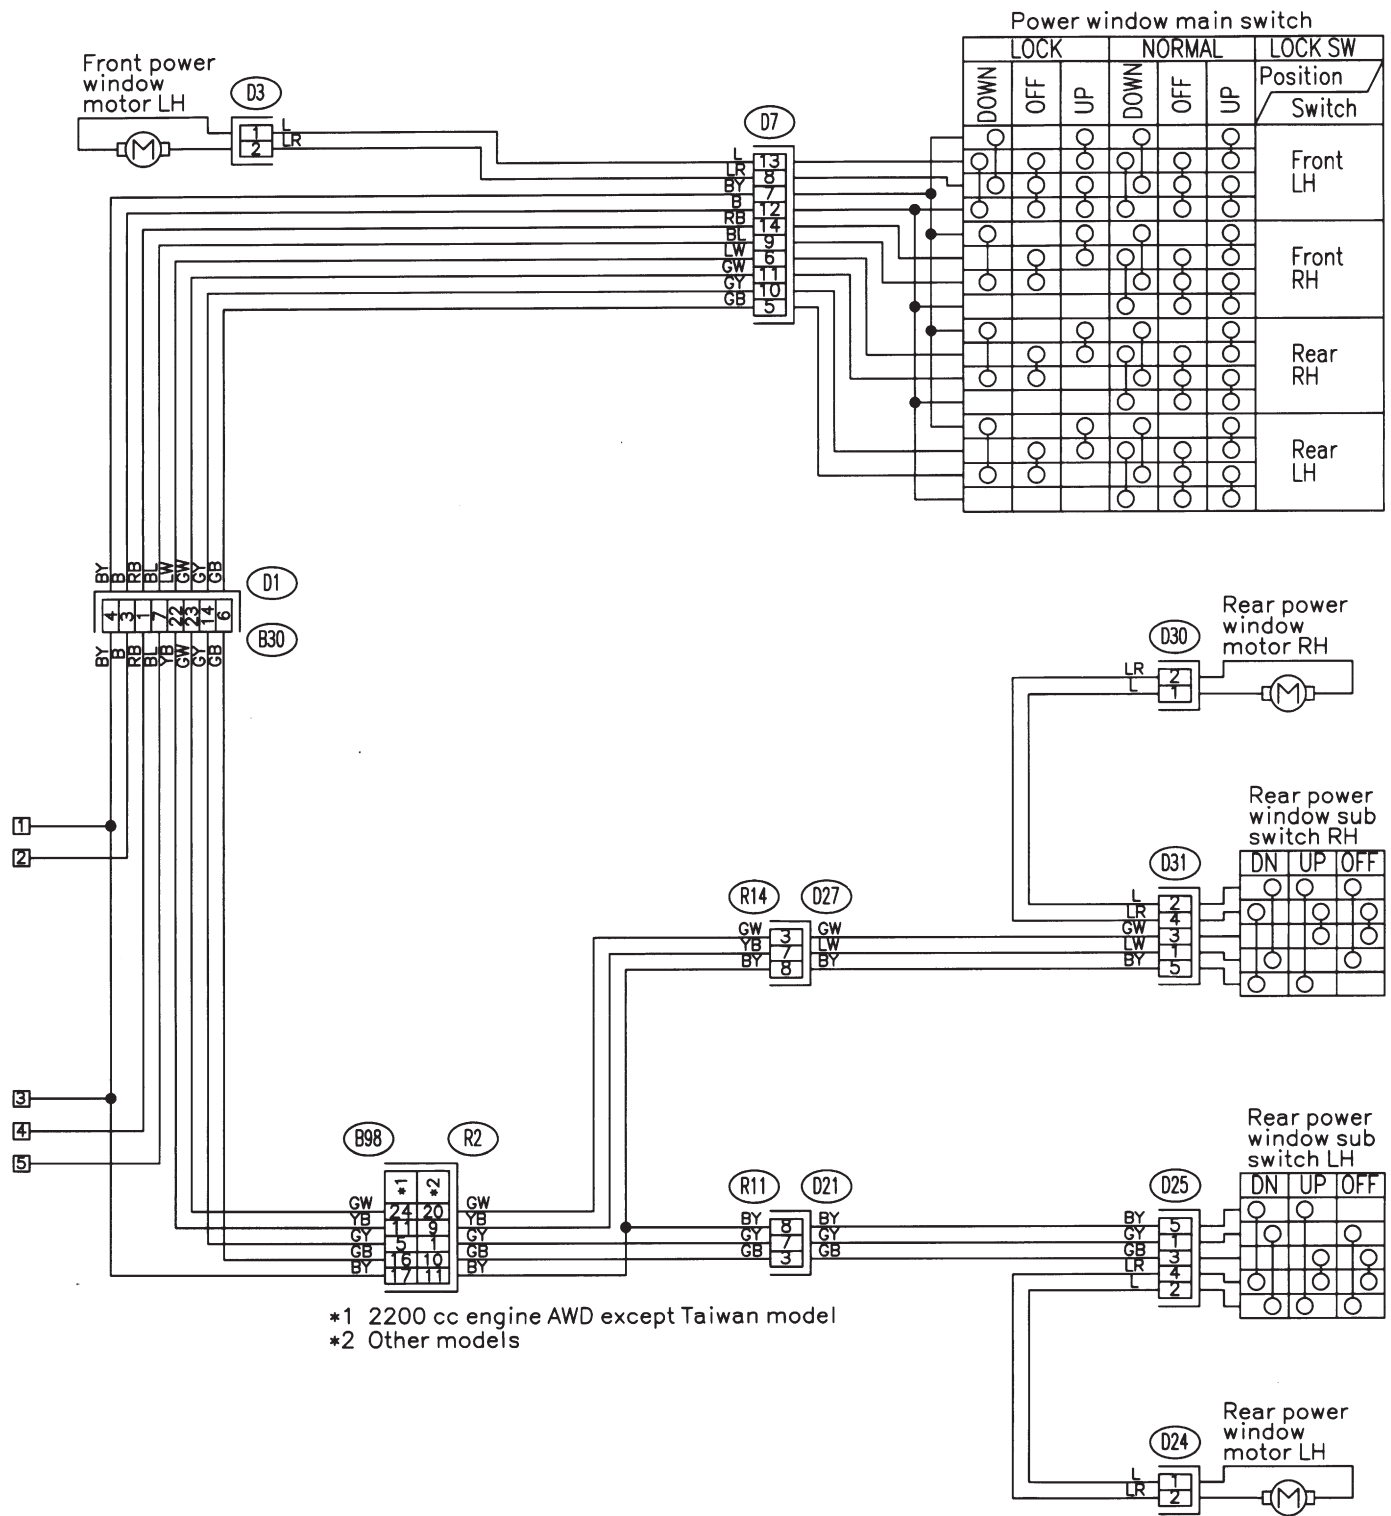 Power window main switch
LOCK NORMAL LOCK SW
DOWN OFF UP DOWN OFF UP Position
Switch
Front
LH
Front
RH
Rear
RH
Rear
LH
Front power
window
motor LH
D3
1 L
2 LR
D7
L 13
LR 8
BY 7
B 12
RB 14
BL 9
LW 6
GW 11
GY 10
GB 5
BY B RB BL LW GW GY GB
D1
4 3 1 7 22 23 14 6
B30
BY B RB BL YB GW GY GB
Rear power
window
motor RH
D30
LR 2
L 1
1
2
Rear power
window sub
switch RH
D31
DN UP OFF
L 2
LR 4
GW 3
LW 1
BY 5
R14 D27
GW 3 GW
YB 7 LW
BY 8 BY
3
4
5
B98 R2
*1 *2
GW 24 20 GW
YB 11 9 YB
GY 5 1 GY
GB 16 10 GB
BY 17 11 BY
R11 D21
BY 8 BY
GY 7 GY
GB 3 GB
Rear power
window sub
switch LH
D25
DN UP OFF
BY 5
GY 1
GB 3
LR 4
L 2
*1 2200 cc engine AWD except Taiwan model
*2 Other models
Rear power
window
motor LH
D24
L 1
LR 2
M
M
M